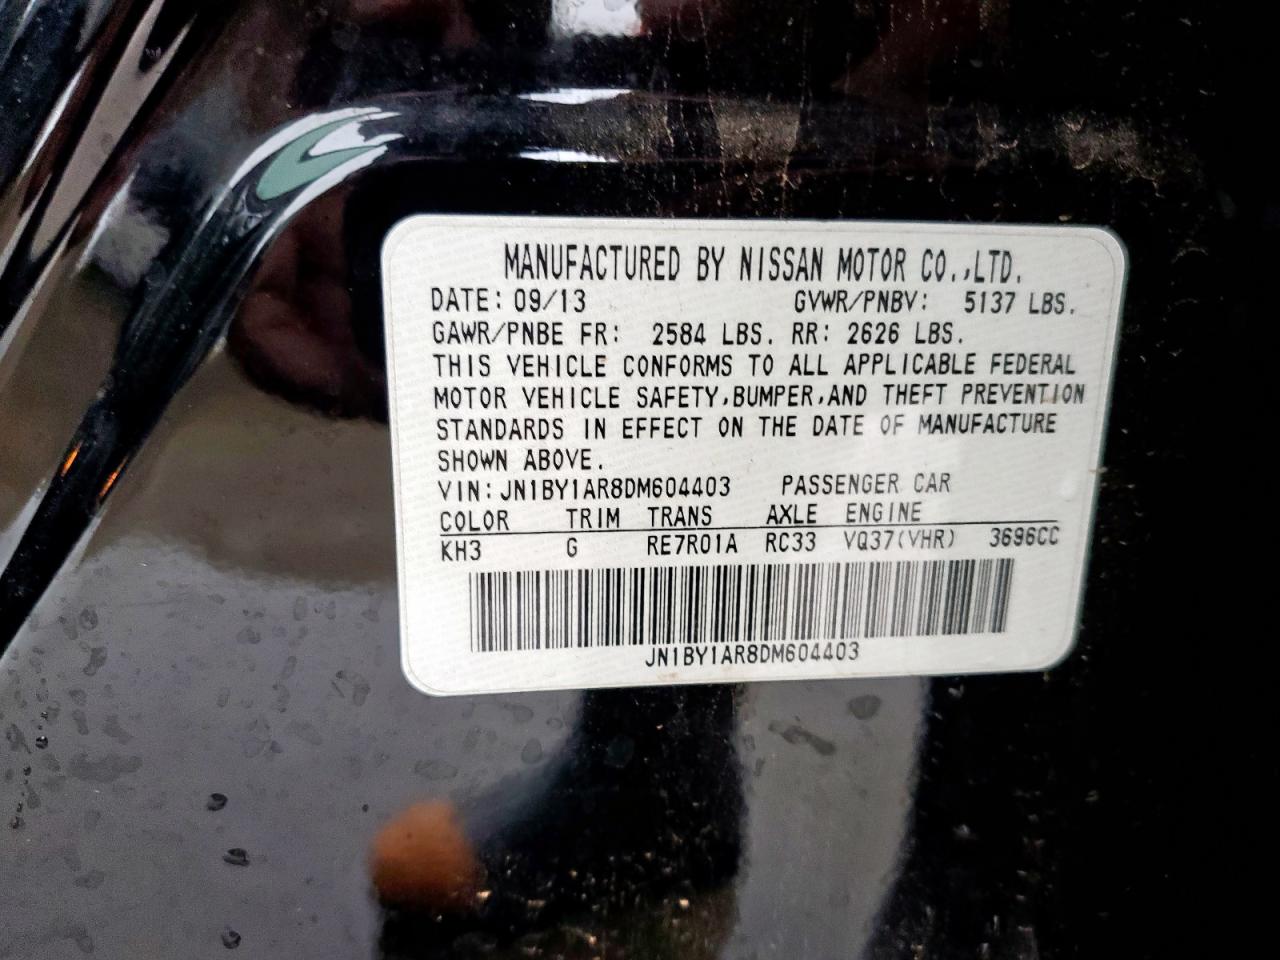 MANUFACTURED BY NISSAN MOTOR CO.,LTD.
DATE: 09/13 GVWR/PNBV: 5137 LBS.
GAWR/PNBE FR: 2584 LBS. RR: 2626 LBS.
THIS VEHICLE CONFORMS TO ALL APPLICABLE FEDERAL
MOTOR VEHICLE SAFETY,BUMPER,AND THEFT PREVENTION
STANDARDS IN EFFECT ON THE DATE OF MANUFACTURE
SHOWN ABOVE.
VIN: JN1BY1AR8DM604403 PASSENGER CAR
COLOR TRIM TRANS AXLE ENGINE
KH3 G RE7R01A RC33 VQ37(VHR) 3696CC
JN1BY1AR8DM604403